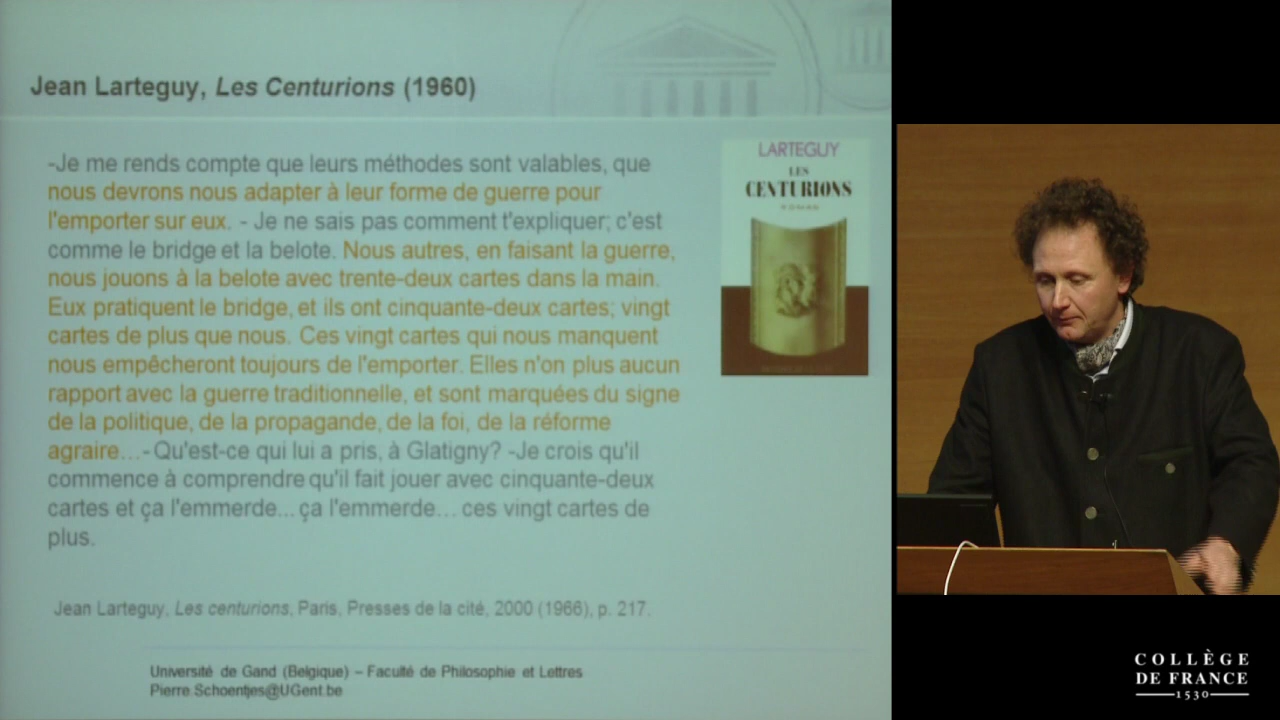 Jean Larteguy, Les Centurions (1960)
-Je me rends compte que leurs méthodes sont valables, que
nous devrons nous adapter à leur forme de guerre pour
l'emporter sur eux. - Je ne sais pas comment t'expliquer; c'est
comme le bridge et la belote. Nous autres, en faisant la guerre,
nous jouons à la belote avec trente-deux cartes dans la main.
Eux pratiquent le bridge, et ils ont cinquante-deux cartes; vingt
cartes de plus que nous. Ces vingt cartes qui nous manquent
nous empêcheront toujours de l'emporter. Elles n'on plus aucun
rapport avec la guerre traditionnelle, et sont marquées du signe
de la politique, de la propagande, de la foi, de la réforme
agraire...- Qu'est-ce qui lui a pris, à Glatigny? -Je crois qu'il
commence à comprendre qu'il fait jouer avec cinquante-deux
cartes et ça l'emmerde... ça l'emmerde... ces vingt cartes de
plus.
Jean Larteguy, Les centurions, Paris, Presses de la cité, 2000 (1966), p. 217.
Université de Gand (Belgique) – Faculté de Philosophie et Lettres
Pierre.Schoentjes@UGent.be
LARTEGUY
LES
CENTURIONS
COLLÈGE
DE FRANCE
1530